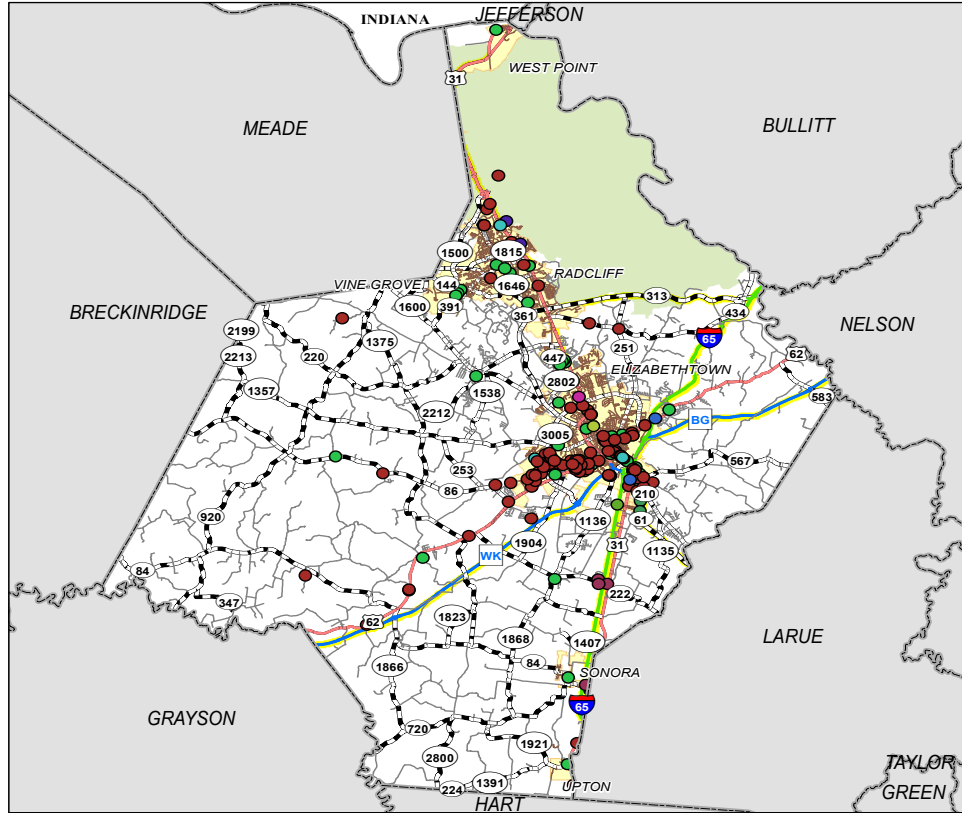 JEFFERSON
INDIANA
WEST POINT
31
MEADE
BULLITT
1500
1815
RADCLIFF
VINE GROVE
144
1646
313
BRECKINRIDGE
1600
391
361
434
NELSON
2199
65
2213
220
1375
251
447
62
ELIZABETHTOWN
1357
2802
583
2212
1538
BG
3005
253
567
86
210
920
1136
61
1904
31
1135
WK
84
222
347
62
1823
1868
1407
LARUE
1866
84
SONORA
65
GRAYSON
720
1921
2800
TAYLOR
1391
224
UPTON
GREEN
HART